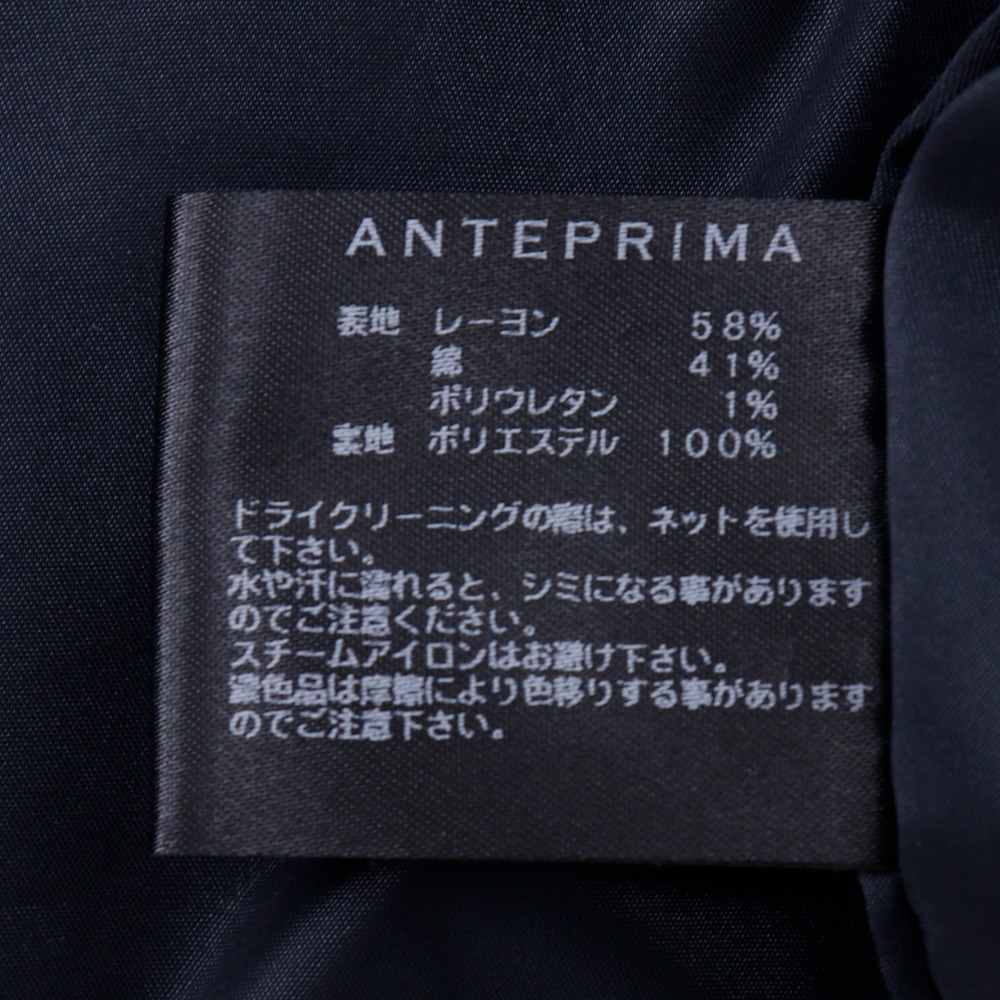 ANTEPRIMA
表地 レーヨン 58%
綿 41%
ポリウレタン 1%
裏地 ポリエステル 100%
ドライクリーニングの際は、ネットを使用し
て下さい。
水や汗に濡れると、シミになる事があります
のでご注意ください。
スチームアイロンはお避け下さい。
濃色品は摩擦により色移りする事があります
のでご注意下さい。